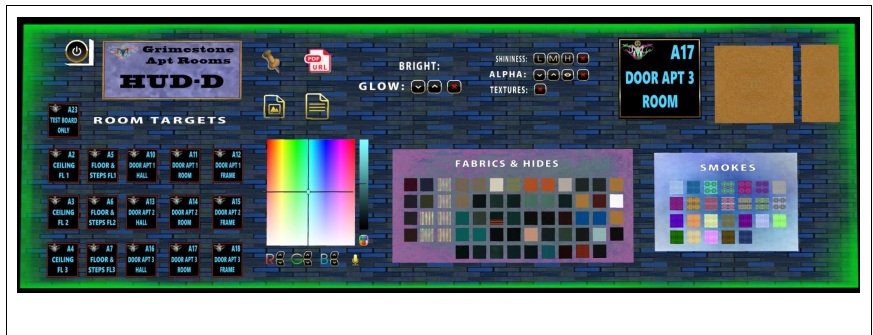 Grimestone
Apt Rooms
HUD-D
PDF
URL
BRIGHT:
GLOW:
SHININESS: L M H
ALPHA:
TEXTURES:
A17
DOOR APT 3
ROOM
A23
TEST BOARD
ONLY
ROOM TARGETS
A2
CEILING
FL 1
A5
FLOOR &
STEPS FL1
A10
DOOR APT 1
HALL
A11
DOOR APT 1
ROOM
A12
DOOR APT 1
FRAME
A3
CEILING
FL 2
A6
FLOOR &
STEPS FL2
A13
DOOR APT 2
HALL
A14
DOOR APT 2
ROOM
A15
DOOR APT 2
FRAME
A4
CEILING
FL 3
A7
FLOOR &
STEPS FL3
A16
DOOR APT 3
HALL
A17
DOOR APT 3
ROOM
A18
DOOR APT 3
FRAME
R G B
FABRICS & HIDES
SMOKES